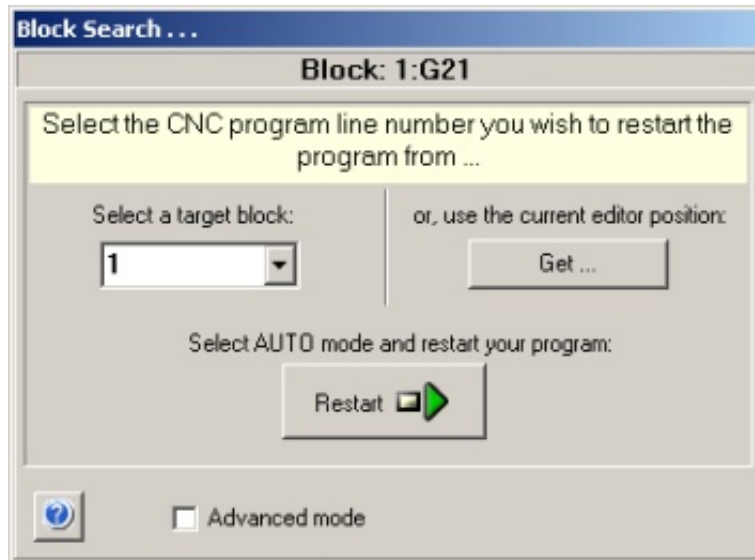 Block Search . . .
Block: 1:G21
Select the CNC program line number you wish to restart the
program from ...
Select a target block:
or, use the current editor position:
1
Get ...
Select AUTO mode and restart your program:
Restart
?
Advanced mode